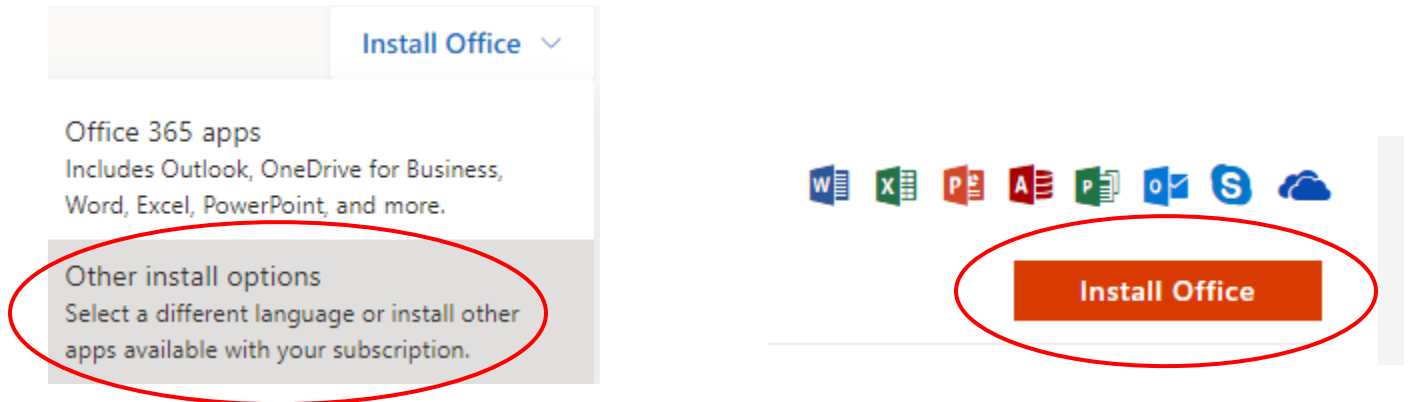 Install Office
Office 365 apps
Includes Outlook, OneDrive for Business,
Word, Excel, PowerPoint, and more.
Other install options
Select a different language or install other
apps available with your subscription.
W X P A P O S
Install Office